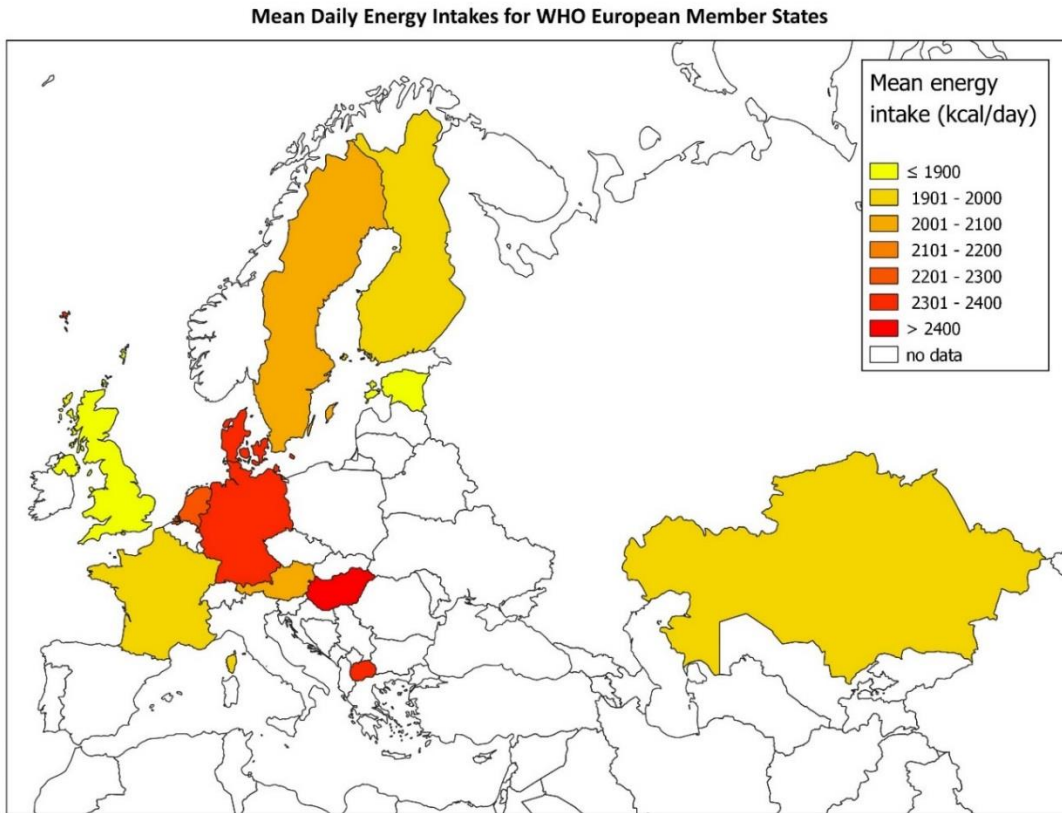 Mean Daily Energy Intakes for WHO European Member States
Mean energy
intake (kcal/day)
≤ 1900
1901 - 2000
2001 - 2100
2101 - 2200
2201 - 2300
2301 - 2400
> 2400
no data